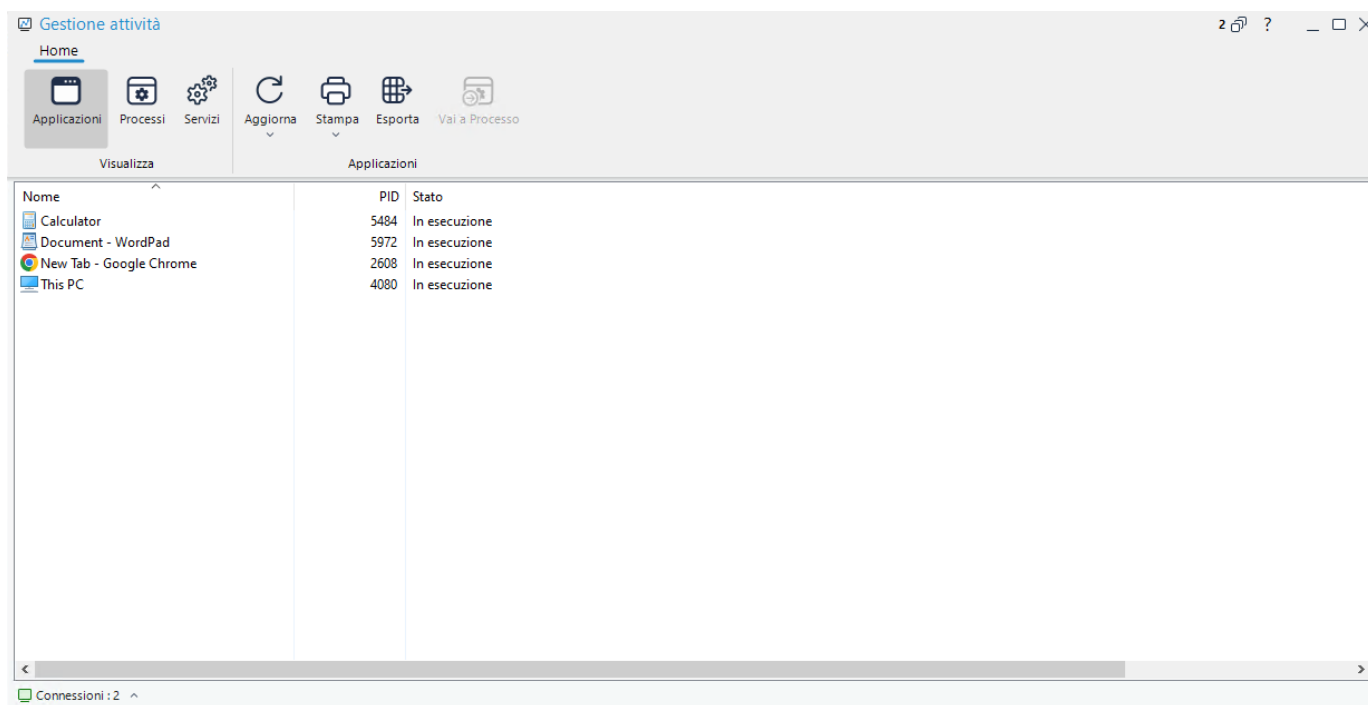 Gestione attività 2 ?
Home
Applicazioni Processi Servizi Aggiorna Stampa Esporta Vai a Processo
Visualizza Applicazioni
Nome PID Stato
Calculator 5484 In esecuzione
Document - WordPad 5972 In esecuzione
New Tab - Google Chrome 2608 In esecuzione
This PC 4080 In esecuzione
Connessioni : 2